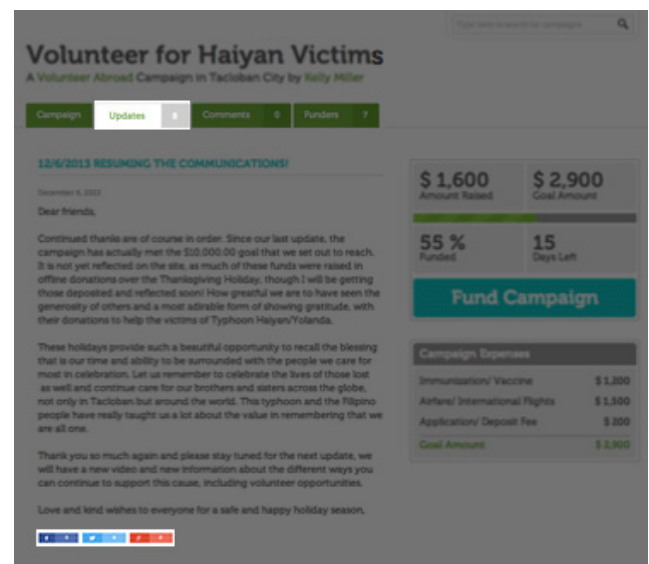 Type here to search for campaigns
Volunteer for Haiyan Victims
A Volunteer Abroad Campaign in Tacloban City by Kelly Miller
Campaign Updates 8 Comments 0 Funders 7
12/6/2013 RESUMING THE COMMUNICATIONS!
December 6, 2013
Dear friends,
Continued thanks are of course in order. Since our last update, the
campaign has actually met the $10,000.00 goal that we set out to reach.
It is not yet reflected on the site, as much of these funds were raised in
offline donations over the Thanksgiving Holiday, though I will be getting
those deposited and reflected soon! How greatful we are to have seen the
generosity of others and a most adirable form of showing gratitude, with
their donations to help the victims of Typhoon Haiyan/Yolanda.
These holidays provide such a beautiful opportunity to recall the blessing
that is our time and ability to be surrounded with the people we care for
most in celebration. Let us remember to celebrate the lives of those lost
as well and continue care for our brothers and sisters across the globe,
not only in Tacloban but around the world. This typhoon and the Filipino
people have really taught us a lot about the value in remembering that we
are all one.
Thank you so much again and please stay tuned for the next update, we
will have a new video and new information about the different ways you
can continue to support this cause, including volunteer opportunities.
Love and kind wishes to everyone for a safe and happy holiday season,
$ 1,600 $ 2,900
Amount Raised Goal Amount
55 % 15
Funded Days Left
Fund Campaign
Campaign Expenses
Immunization/ Vaccine $ 1,200
Airfare/ International Flights $ 1,500
Application/ Deposit Fee $ 200
Goal Amount $ 2,900